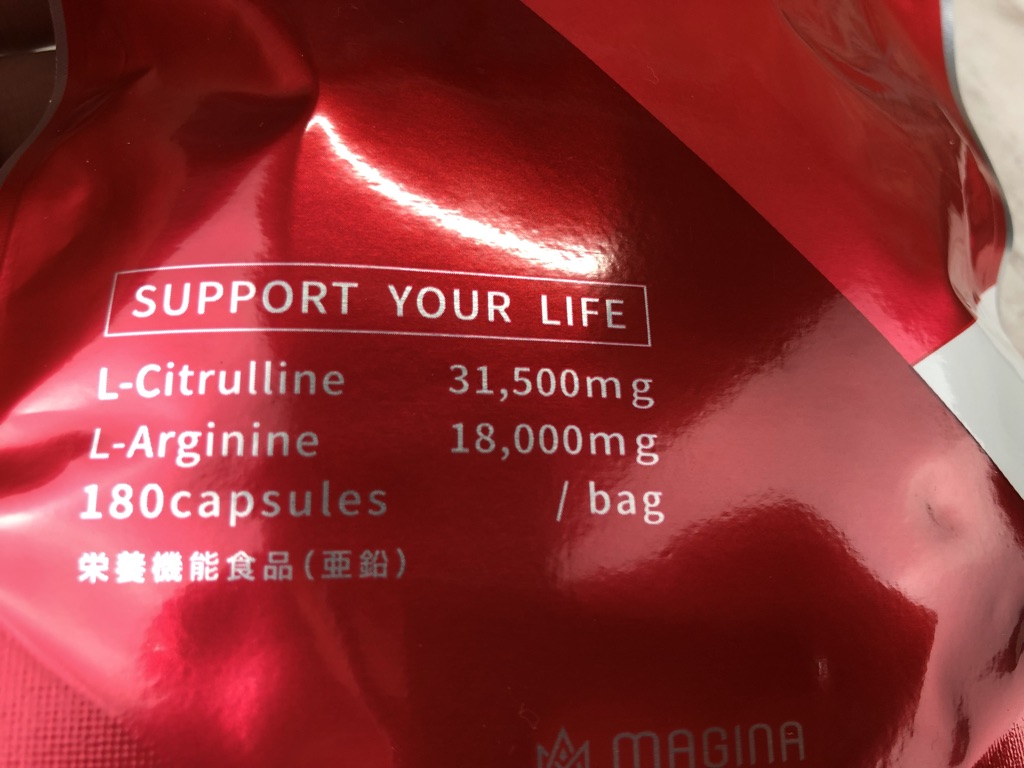 SUPPORT YOUR LIFE
L-Citrulline 31,500mg
L-Arginine 18,000mg
180capsules / bag
栄養機能食品(亜鉛)
MAGINA